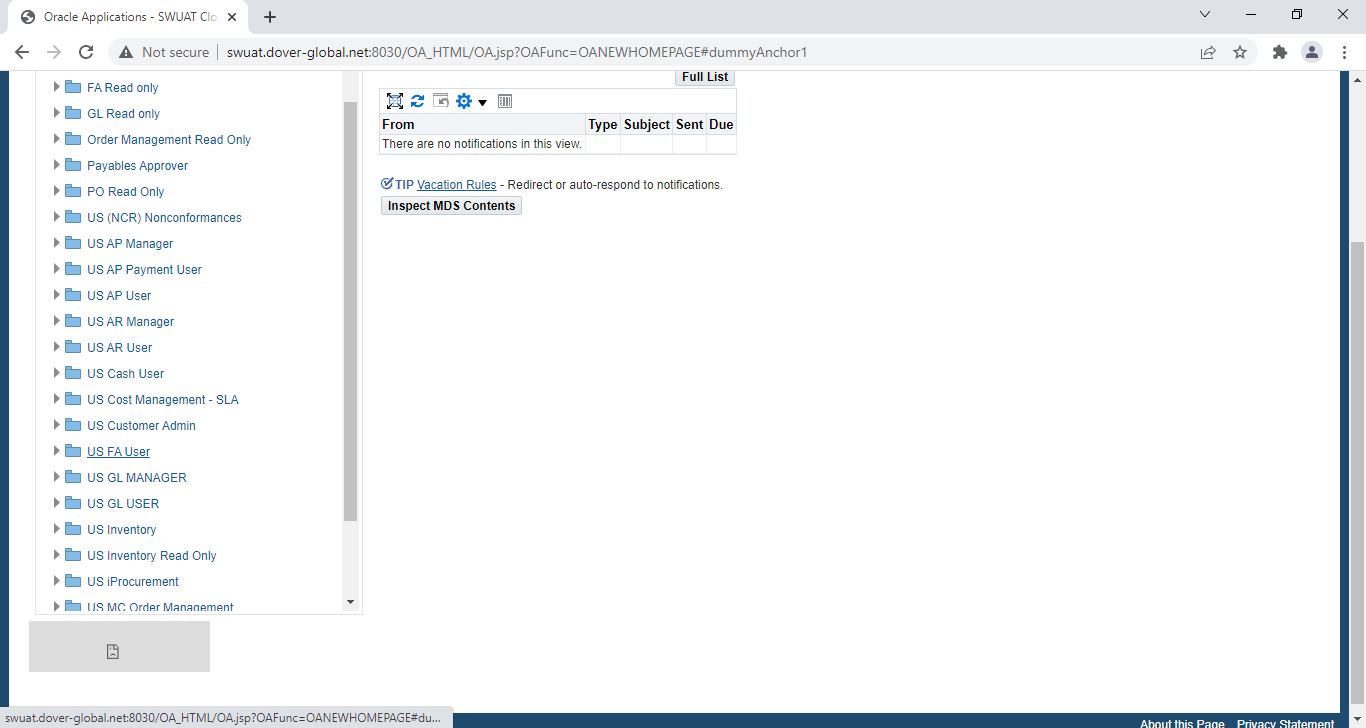 Oracle Applications - SWUAT Clo
Not secure
swuat.dover-global.net:8030/OA_HTML/OA.jsp?OAFunc=OANEWHOMEPAGE#dummyAnchor1
FA Read only
GL Read only
Order Management Read Only
Payables Approver
PO Read Only
US (NCR) Nonconformances
US AP Manager
US AP Payment User
US AP User
US AR Manager
US AR User
US Cash User
US Cost Management - SLA
US Customer Admin
US FA User
US GL MANAGER
US GL USER
US Inventory
US Inventory Read Only
US iProcurement
US MC Order Management
Full List
From Type Subject Sent Due
There are no notifications in this view.
TIP Vacation Rules - Redirect or auto-respond to notifications.
Inspect MDS Contents
swuat.dover-global.net:8030/OA_HTML/OA.jsp?OAFunc=OANEWHOMEPAGE#du...
About this Page Privacy Statement